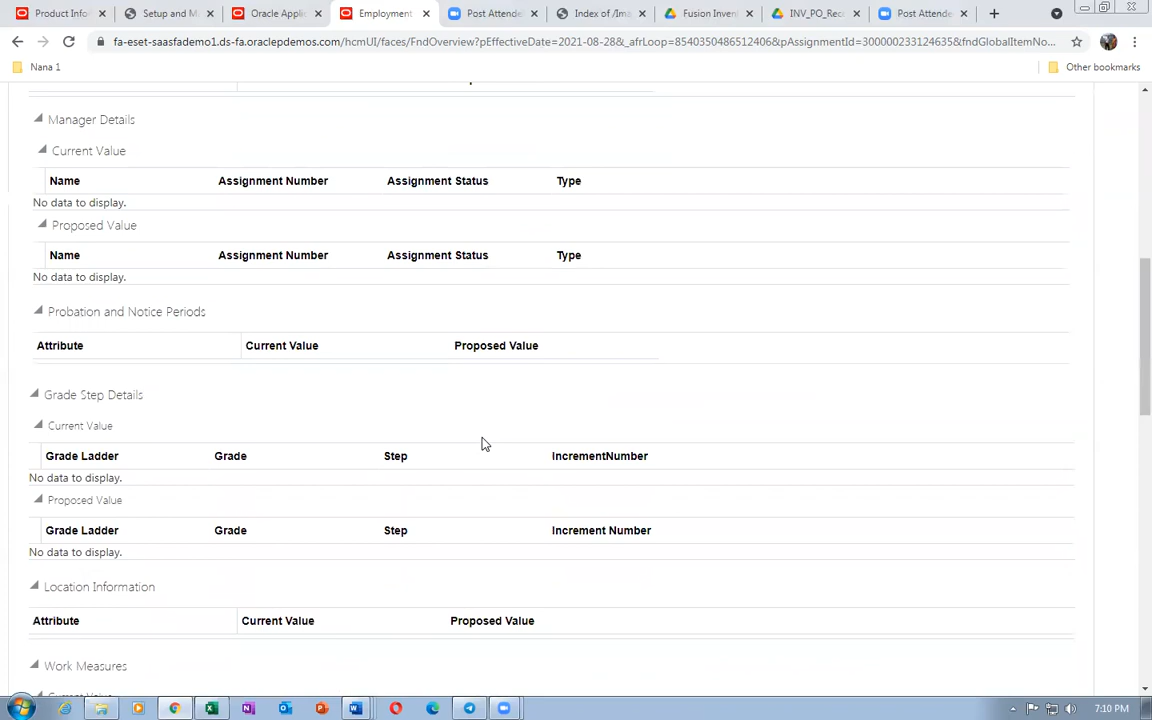 Product Inf
Setup and M
Oracle Appli
Employment
Post Attende
Index of /Ima
Fusion Inven
INV_PO_Rec
Post Attende
fa-eset-saasfademo1.ds-fa.oraclepdemos.com/hcmUI/faces/FndOverview?pEffectiveDate=2021-08-28&_afrLoop=8540350486512406&pAssignmentId=300000233124635&fndGlobalItemNo...
Nana 1
Other bookmarks
Manager Details
Current Value
Name Assignment Number Assignment Status Type
No data to display.
Proposed Value
Name Assignment Number Assignment Status Type
No data to display.
Probation and Notice Periods
Attribute Current Value Proposed Value
Grade Step Details
Current Value
Grade Ladder Grade Step IncrementNumber
No data to display.
Proposed Value
Grade Ladder Grade Step Increment Number
No data to display.
Location Information
Attribute Current Value Proposed Value
Work Measures
Current Value
7:10 PM